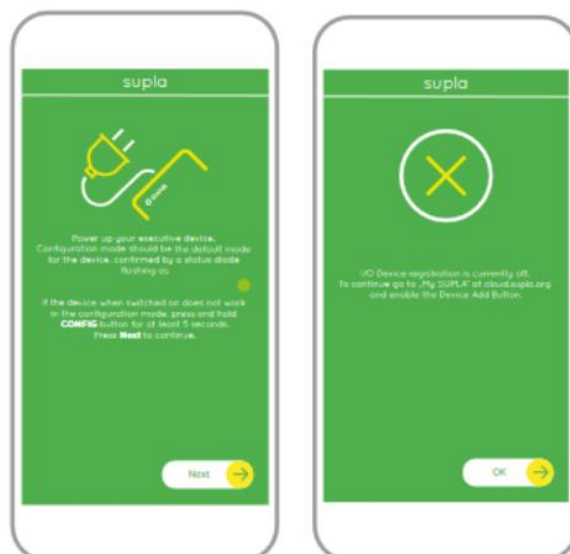 supla
Power up your executive device.
Configuration mode should be the default mode
for the device, confirmed by a status diode
flashing as
If the device when switched on does not work
in the configuration mode, press and hold
CONFIG button for at least 5 seconds.
Press Next to continue.
Next
supla
I/O Device registration is currently off.
To continue go to „My SUPLA" at cloud.supla.org
and enable the Device Add Button.
OK